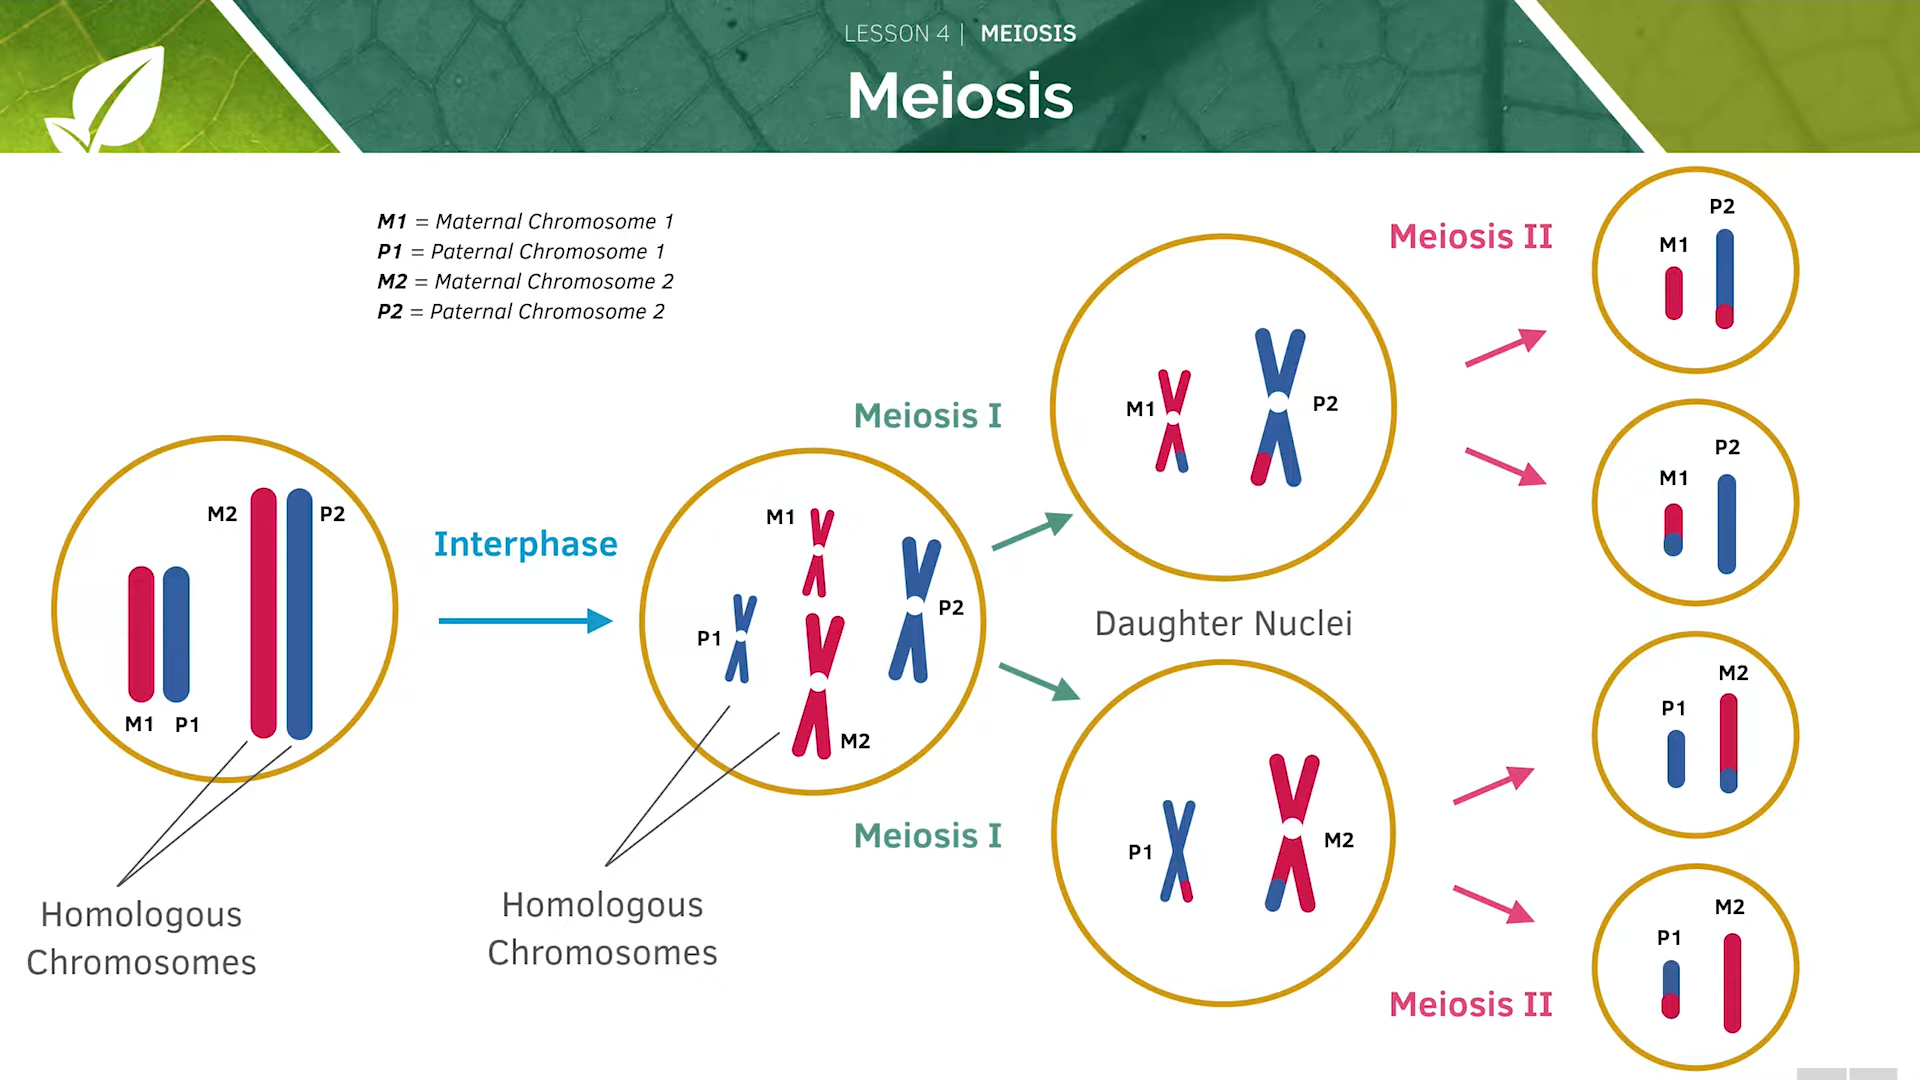 LESSON 4 | MEIOSIS
Meiosis
M1 = Maternal Chromosome 1
P1 = Paternal Chromosome 1
M2 = Maternal Chromosome 2
P2 = Paternal Chromosome 2
M2
P2
M1
P1
Homologous
Chromosomes
Interphase
M1
P1
P2
M2
Homologous
Chromosomes
Meiosis I
Meiosis I
M1
P2
Daughter Nuclei
P1
M2
Meiosis II
P2
M1
P2
M1
M2
P1
M2
P1
Meiosis II